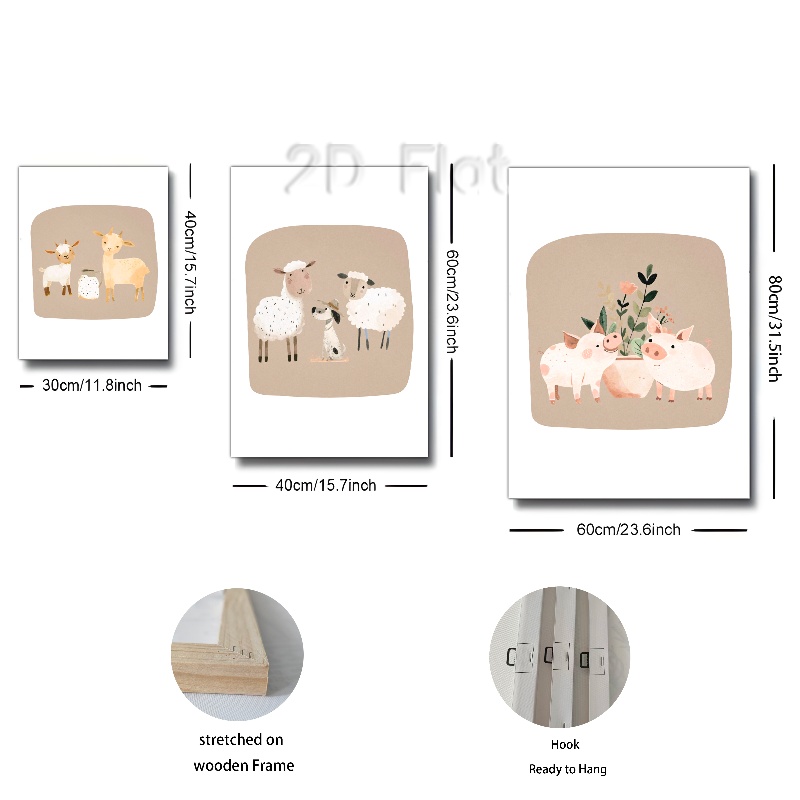 2D Flat
40cm/15.7inch
30cm/11.8inch
60cm/23.6inch
40cm/15.7inch
80cm/31.5inch
60cm/23.6inch
stretched on
wooden Frame
Hook
Ready to Hang